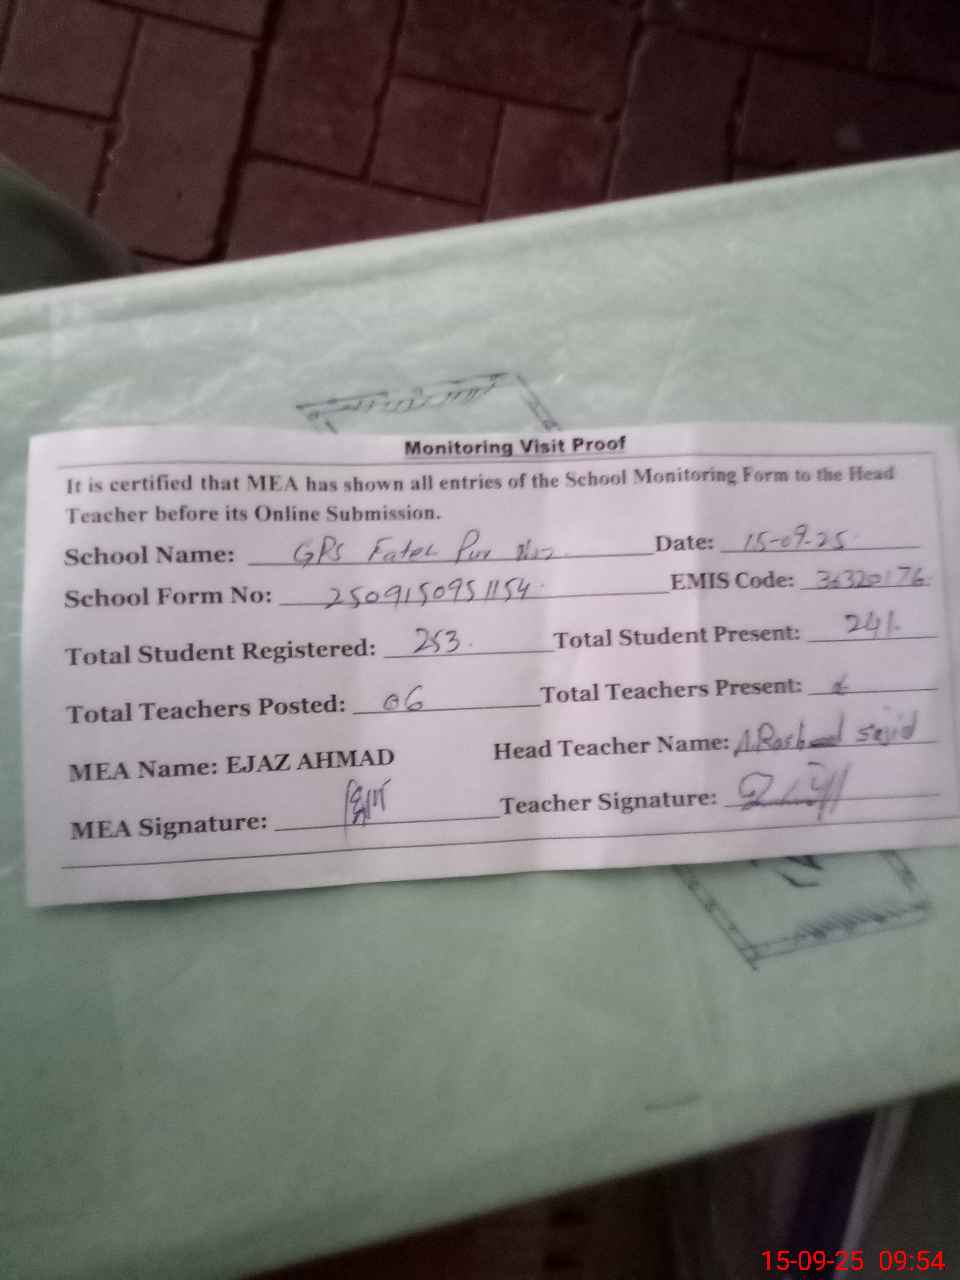 Monitoring Visit Proof
It is certified that MEA has shown all entries of the School Monitoring Form to the Head
Teacher before its Online Submission.
School Name: GPS Fateh Pur Date: 15-09-25
School Form No: 2509150951154 EMIS Code: 36320176
Total Student Registered: 253 Total Student Present: 241
Total Teachers Posted: 06 Total Teachers Present:
MEA Name: EJAZ AHMAD Head Teacher Name: A.Rasheed Sajid
MEA Signature: Teacher Signature:
15-09-25 09:54